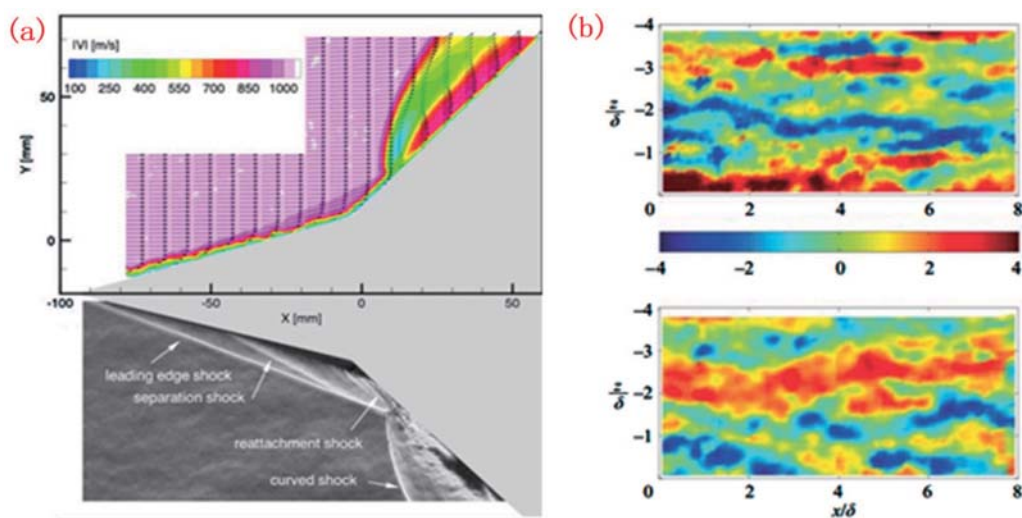 (a)
|V| [m/s]
100 250 400 550 700 850 1000
Y [mm]
50
0
-100 -50 0 50
X [mm]
leading edge shock
separation shock
reattachment shock
curved shock
(b)
-4
-3
-2
-1
z/δ
0 2 4 6 8
-4 -2 0 2 4
-4
-3
-2
-1
z/δ
0 2 4 6 8
x/δ